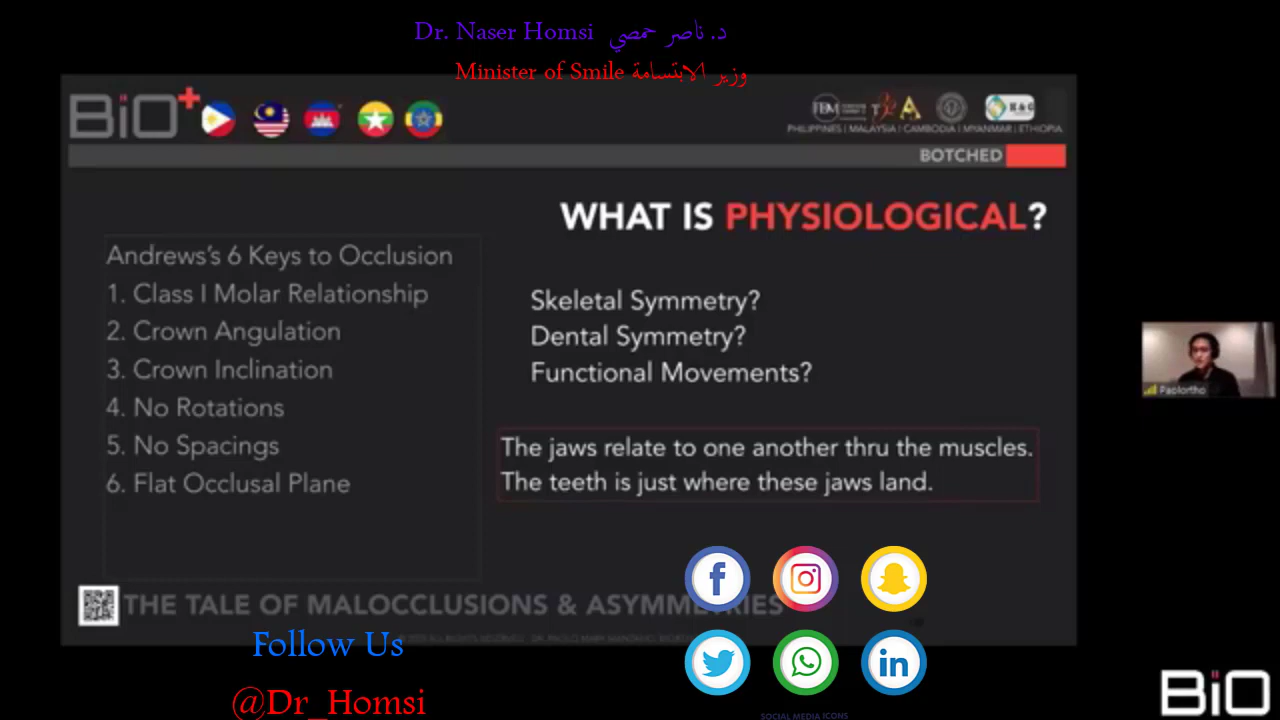 Dr. Naser Homsi د. ناصر حمصي
Minister of Smile وزير الابتسامة
BiO+
PHILIPPINES | MALAYSIA | CAMBODIA | MYANMAR | ETHIOPIA
BOTCHED
WHAT IS PHYSIOLOGICAL?
Andrews's 6 Keys to Occlusion
1. Class I Molar Relationship
2. Crown Angulation
3. Crown Inclination
4. No Rotations
5. No Spacings
6. Flat Occlusal Plane
Skeletal Symmetry?
Dental Symmetry?
Functional Movements?
The jaws relate to one another thru the muscles.
The teeth is just where these jaws land.
Paolortho
THE TALE OF MALOCCLUSIONS & ASYMMETRIES
Follow Us
@Dr_Homsi
SOCIAL MEDIA ICONS
BiO